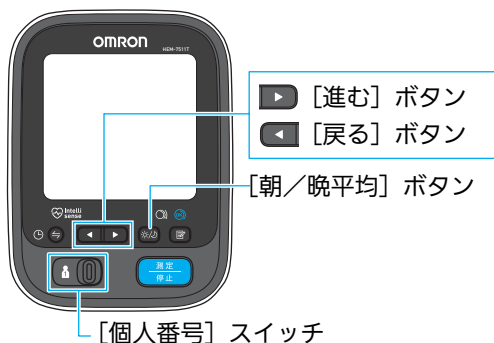 OMRON
HEM-7511T
[進む] ボタン
[戻る] ボタン
[朝／晩平均] ボタン
Intelli
sense
測定
停止
[個人番号] スイッチ